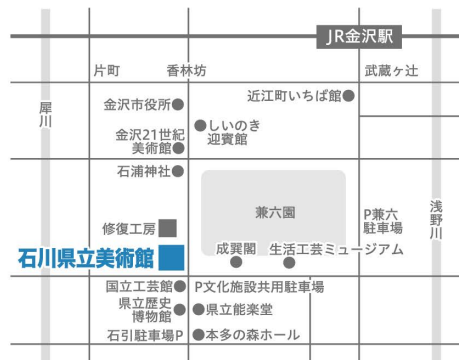 JR金沢駅
片町
香林坊
武蔵ヶ辻
近江町いちば館
犀川
金沢市役所
しいのき
迎賓館
金沢21世紀
美術館
石浦神社
兼六園
P兼六
駐車場
浅野川
修復工房
石川県立美術館
成巽閣
生活工芸ミュージアム
国立工芸館
P文化施設共用駐車場
県立歴史
博物館
県立能楽堂
石引駐車場P
本多の森ホール